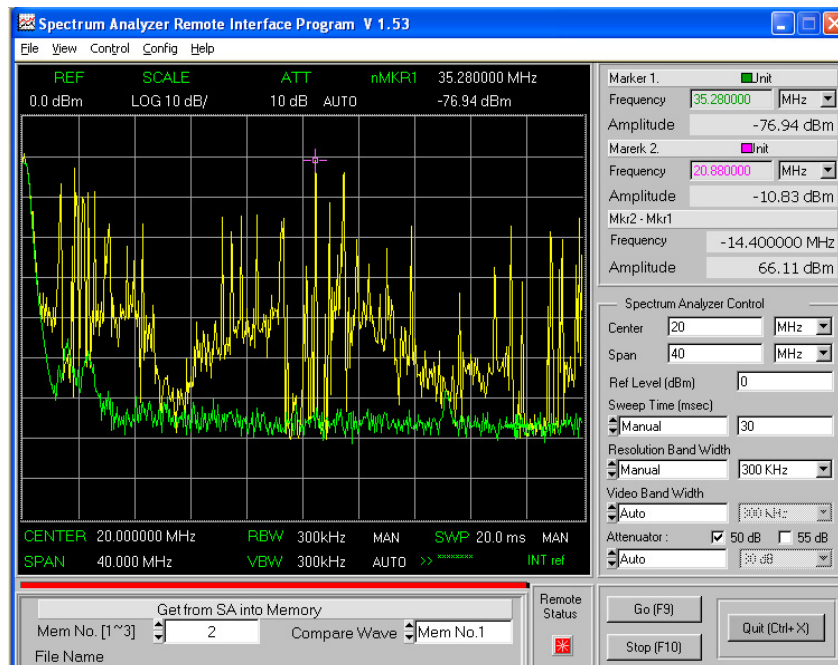 Spectrum Analyzer Remote Interface Program V 1.53
File View Control Config Help
REF SCALE ATT nMKR1 35.280000 MHz
0.0 dBm LOG 10 dB/ 10 dB AUTO -76.94 dBm
CENTER 20.000000 MHz RBW 300kHz MAN SWP 20.0 ms MAN
SPAN 40.000 MHz VBW 300kHz AUTO >> ******** INT ref
Marker 1. Unit
Frequency 35.280000 MHz
Amplitude -76.94 dBm
Marerk 2. Unit
Frequency 20.880000 MHz
Amplitude -10.83 dBm
Mkr2 - Mkr1
Frequency -14.400000 MHz
Amplitude 66.11 dBm
Spectrum Analyzer Control
Center 20 MHz
Span 40 MHz
Ref Level (dBm) 0
Sweep Time (msec)
Manual 30
Resolution Band Width
Manual 300 KHz
Video Band Width
Auto 300 KHz
Attenuator : 50 dB 55 dB
Auto dB
Get from SA into Memory
Mem No. [1~3] 2 Compare Wave Mem No.1
File Name
Remote
Status
Go (F9)
Stop (F10)
Quit (Ctrl+X)